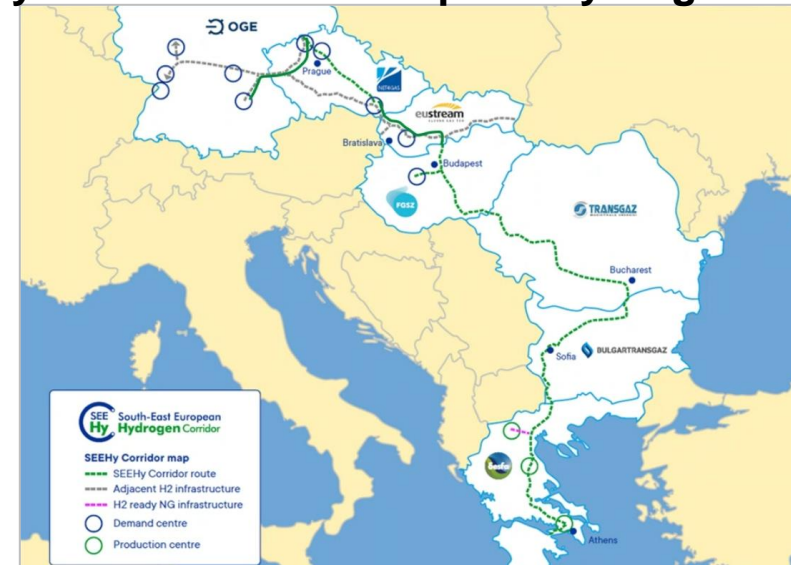 OGE
Prague
NET4GAS
eustream
Bratislava
Budapest
FGSZ
TRANSGAZ
Bucharest
Sofia
BULGARTRANSGAZ
SEE
Hy
South-East European
Hydrogen Corridor
SEEHy Corridor map
SEEHy Corridor route
Adjacent H2 infrastructure
H2 ready NG infrastructure
Demand centre
Production centre
Athens